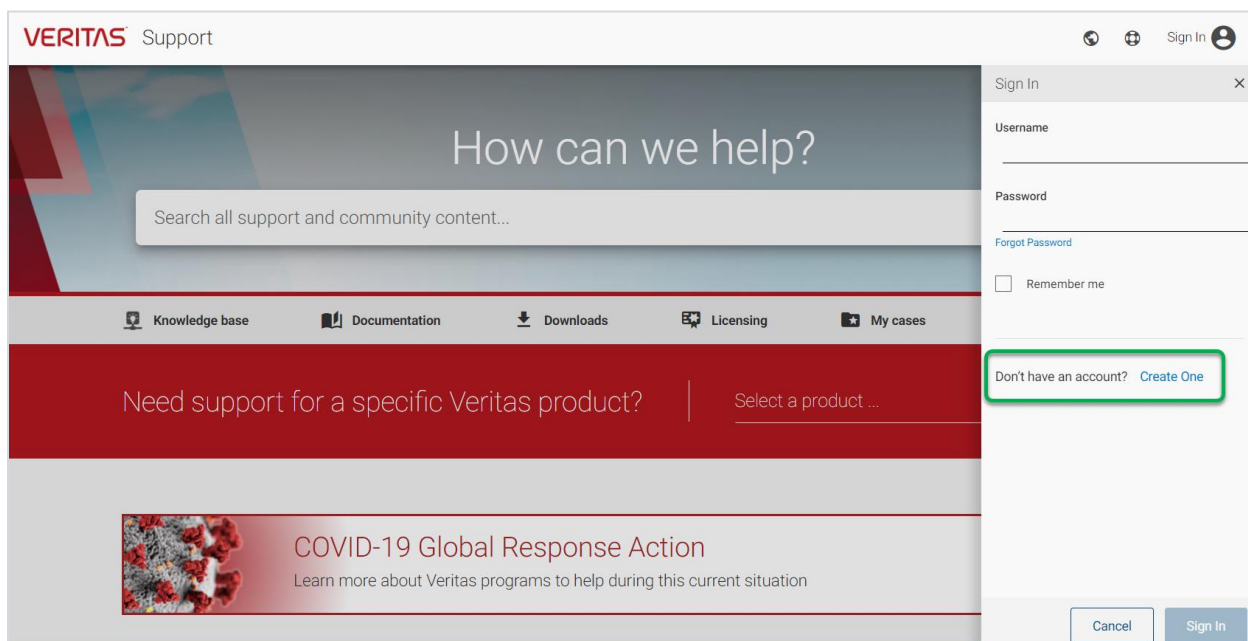 VERITAS Support
Sign In
Sign In
Username
How can we help?
Password
Search all support and community content...
Forgot Password
Remember me
Knowledge base
Documentation
Downloads
Licensing
My cases
Don't have an account? Create One
Need support for a specific Veritas product?
Select a product ...
COVID-19 Global Response Action
Learn more about Veritas programs to help during this current situation
Cancel
Sign In